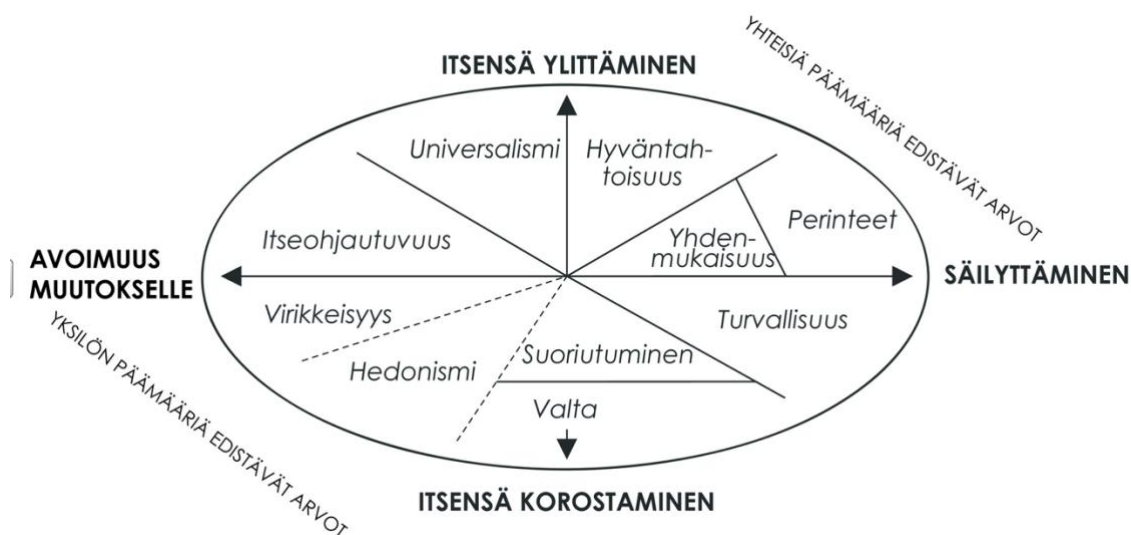 YHTEISIÄ PÄÄMÄÄRIÄ EDISTÄVÄT ARVOT
ITSENSÄ YLITTÄMINEN
Universalismi
Hyväntah-
toisuus
Perinteet
Itseohjautuvuus
Yhden-
mukaisuus
AVOIMUUS
MUUTOKSELLE
SÄILYTTÄMINEN
Virikkeisyys
Turvallisuus
Hedonismi
Suoriutuminen
Valta
YKSILÖN PÄÄMÄÄRIÄ EDISTÄVÄT ARVOT
ITSENSÄ KOROSTAMINEN